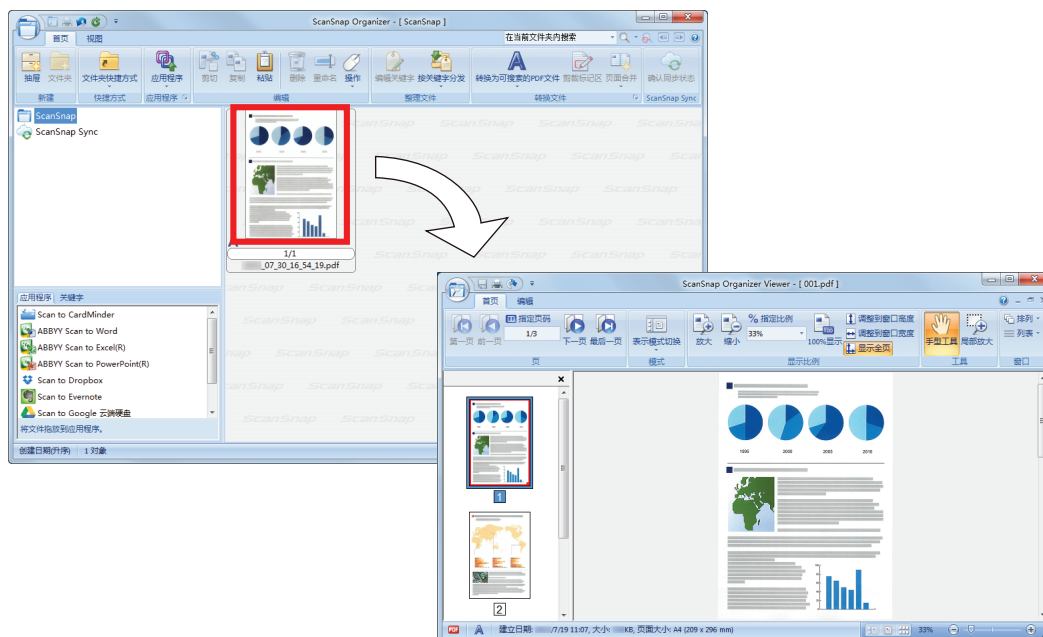 ScanSnap Organizer - [ ScanSnap ]
首页 视图
在当前文件夹内搜索
抽屉 文件夹 文件夹快捷方式 应用程序 剪切 复制 粘贴 删除 重命名 操作 编辑关键字 按关键字分发 转换为可搜索的PDF文件 剪裁标记区 页面合并 确认同步状态
新建 快捷方式 应用程序 编辑 整理文件 转换文件 ScanSnap Sync
ScanSnap
ScanSnap Sync
1/1
_07_30_16_54_19.pdf
应用程序 关键字
Scan to CardMinder
ABBYY Scan to Word
ABBYY Scan to Excel(R)
ABBYY Scan to PowerPoint(R)
Scan to Dropbox
Scan to Evernote
Scan to Google 云端硬盘
将文件拖放到应用程序。
创建日期(升序) 1 对象
ScanSnap Organizer Viewer - [ 001.pdf ]
首页 编辑
第一页 前一页
指定页码
1/3
下一页 最后一页 表示模式切换 放大 缩小
指定比例
33%
100%显示
调整到窗口高度
调整到窗口宽度
显示全页
手型工具 局部放大
排列
列表
页 模式 显示比例 工具 窗口
1
2
1995 2000 2005 2010
建立日期: /7/19 11:07, 大小: KB, 页面大小: A4 (209 x 296 mm)
33%